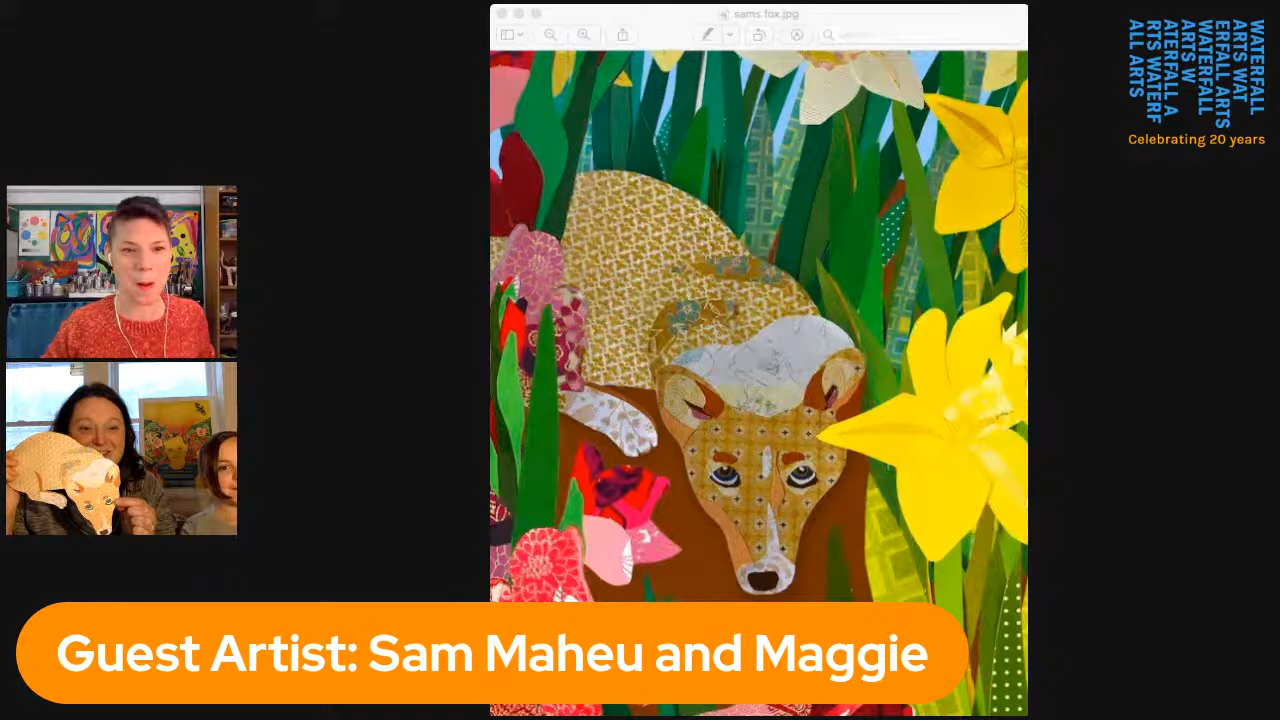 sams fox.jpg
WATERFALL
ARTS WAT
ERFALL ARTS
WATERFALL
ARTS W
ATERFALL A
RTS WATERF
ALL ARTS
Celebrating 20 years
Guest Artist: Sam Maheu and Maggie